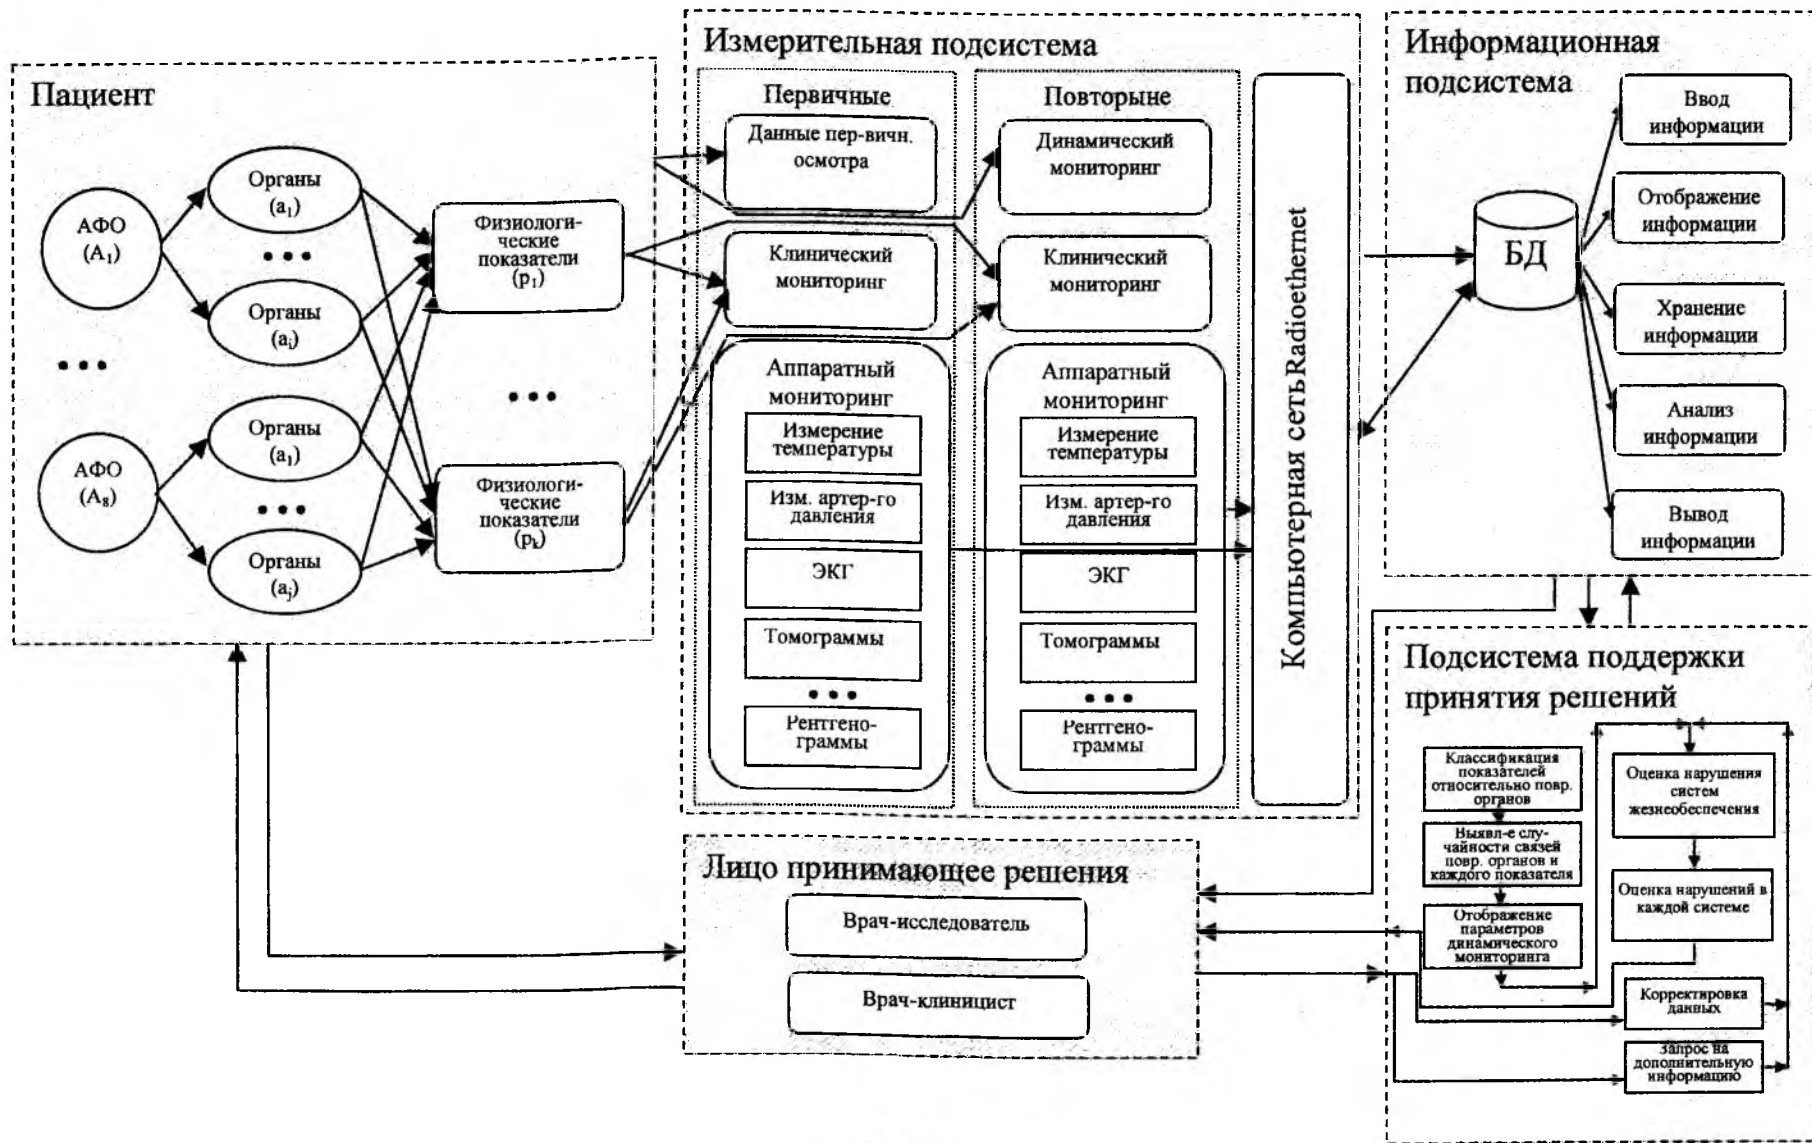 Пациент
АФО
(A₁)
• • •
АФО
(A₈)
Органы
(a₁)
• • •
Органы
(aᵢ)
Органы
(a₁)
• • •
Органы
(aⱼ)
Физиологи-
ческие
показатели
(p₁)
• • •
Физиологи-
ческие
показатели
(pₖ)
Измерительная подсистема
Первичные
Данные пер-вичн.
осмотра
Клинический
мониторинг
Аппаратный
мониторинг
Измерение
температуры
Изм. артер-го
давления
ЭКГ
Томограммы
• • •
Рентгено-
граммы
Повторыне
Динамический
мониторинг
Клинический
мониторинг
Аппаратный
мониторинг
Измерение
температуры
Изм. артер-го
давления
ЭКГ
Томограммы
• • •
Рентгено-
граммы
Компьютерная сетьRadioethernet
Информационная
подсистема
БД
Ввод
информации
Отображение
информации
Хранение
информации
Анализ
информации
Вывод
информации
Лицо принимающее решения
Врач-исследователь
Врач-клиницист
Подсистема поддержки
принятия решений
Классификация
показателей
относительно повр.
органов
Выявл-е слу-
чайности связей
повр. органов и
каждого показателя
Отображение
параметров
динамического
мониторинга
Оценка нарушения
систем
жезнеобеспечения
Оценка нарушений в
каждой системе
Корректировка
данных
Запрос на
дополнительную
информацию